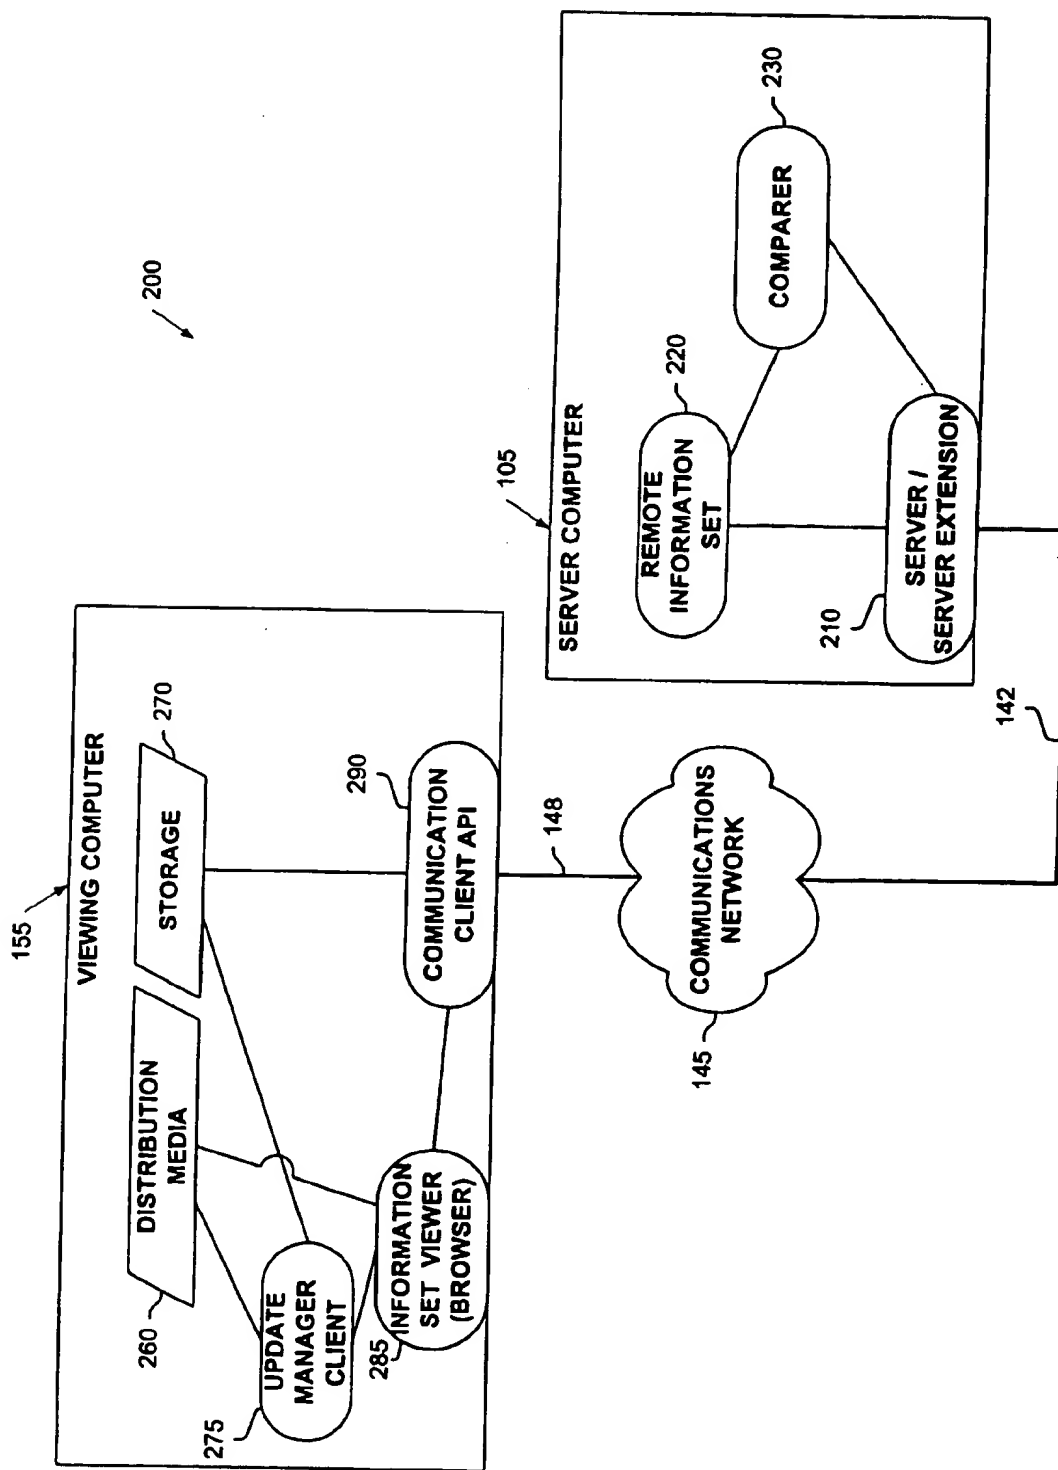 200
155
VIEWING COMPUTER
DISTRIBUTION
MEDIA
260
STORAGE
270
UPDATE
MANAGER
CLIENT
275
INFORMATION
SET VIEWER
(BROWSER)
285
COMMUNICATION
CLIENT API
290
148
COMMUNICATIONS
NETWORK
145
142
105
SERVER COMPUTER
REMOTE
INFORMATION
SET
220
COMPARER
230
SERVER /
SERVER EXTENSION
210